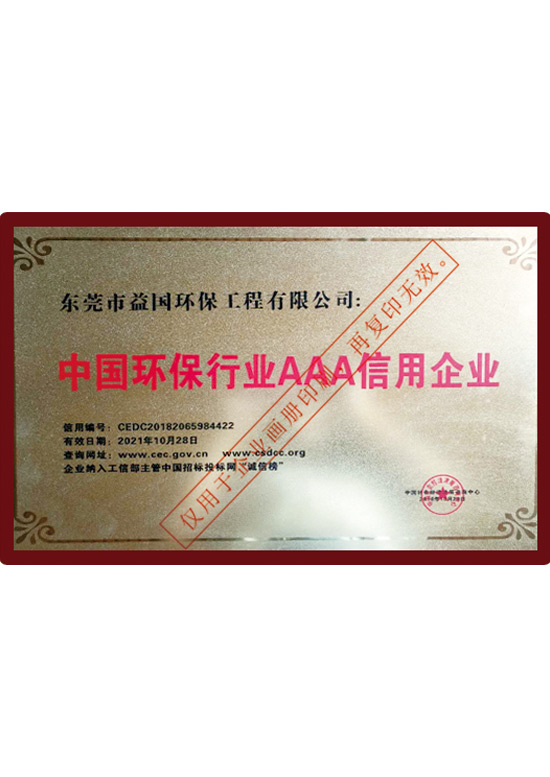 东莞市益国环保工程有限公司:
中国环保行业AAA信用企业
信用编号: CEDC20182065984422
有效日期: 2021年10月28日
查询网址: www.cec.gov.cn www.csdcc.org
企业纳入工信部主管中国招标投标网“诚信榜”
仅用于企业画册印刷，再复印无效。